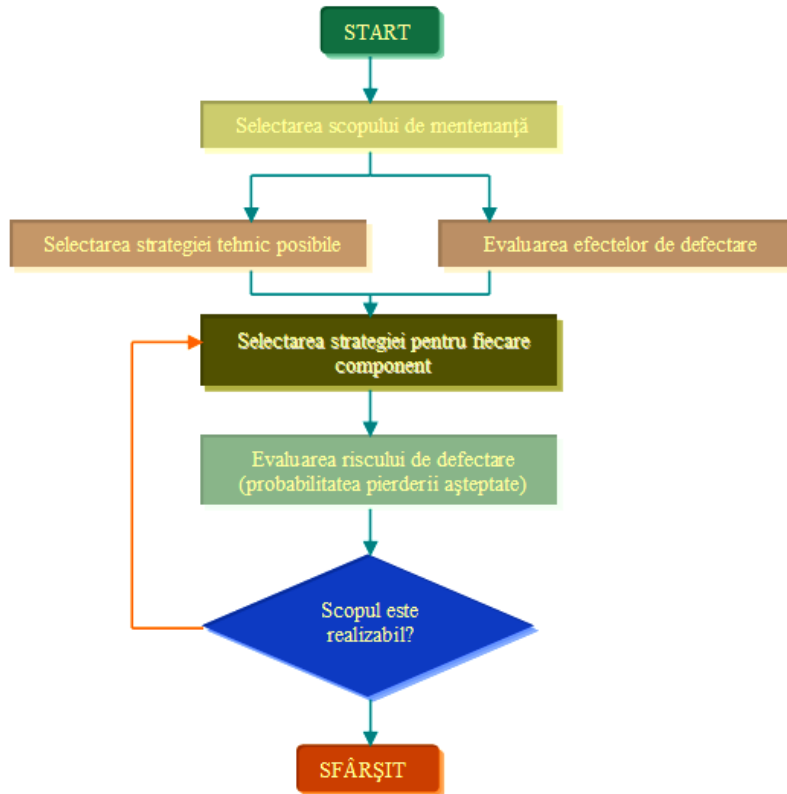 START
Selectarea scopului de mentenanţă
Selectarea strategiei tehnic posibile
Evaluarea efectelor de defectare
Selectarea strategiei pentru fiecare
component
Evaluarea riscului de defectare
(probabilitatea pierderii aşteptate)
Scopul este
realizabil?
SFÂRŞIT